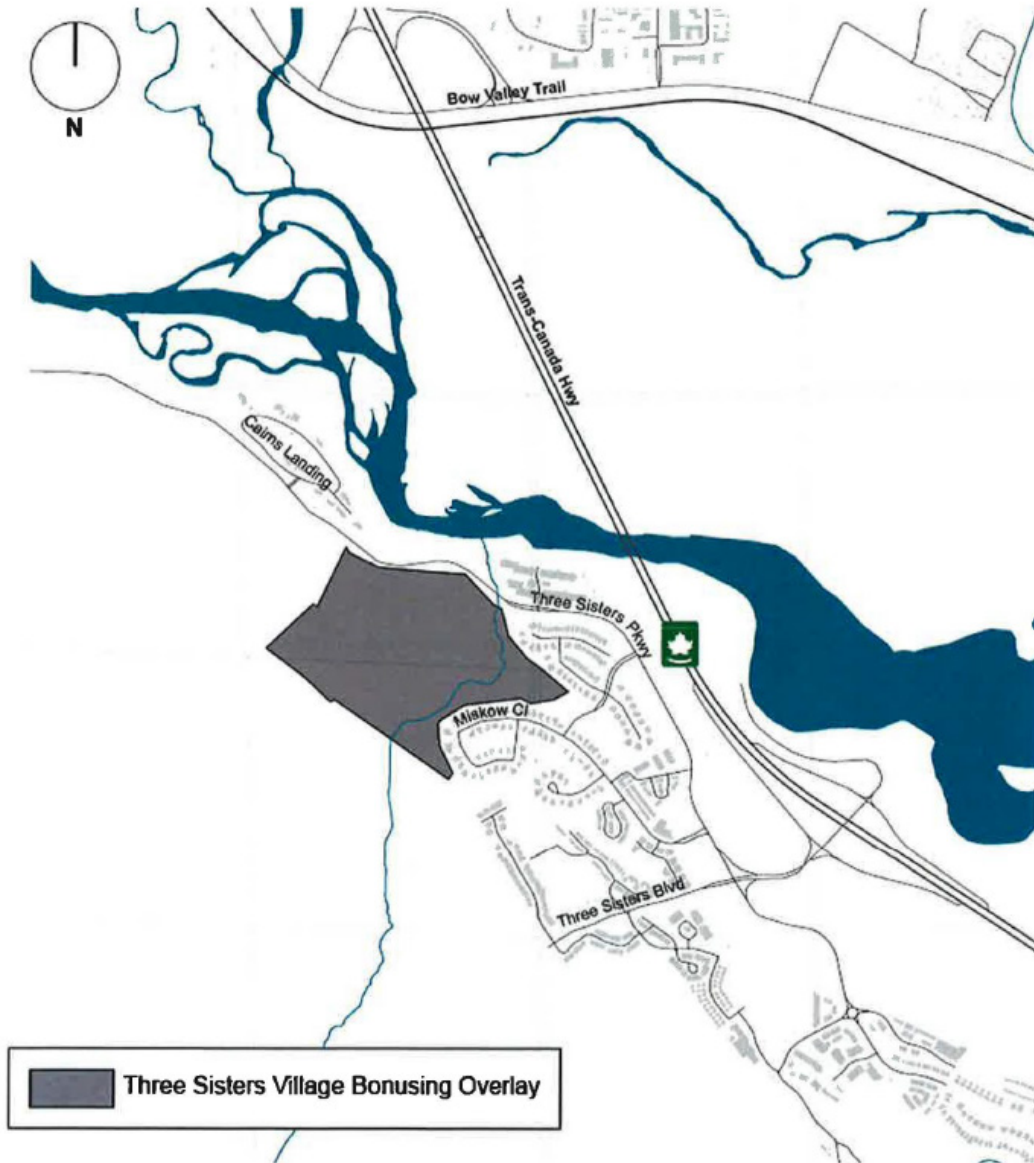 N
Bow Valley Trail
Trans-Canada Hwy
Cairns Landing
Three Sisters Pkwy
Miskow Cl
Three Sisters Blvd
Three Sisters Village Bonusing Overlay